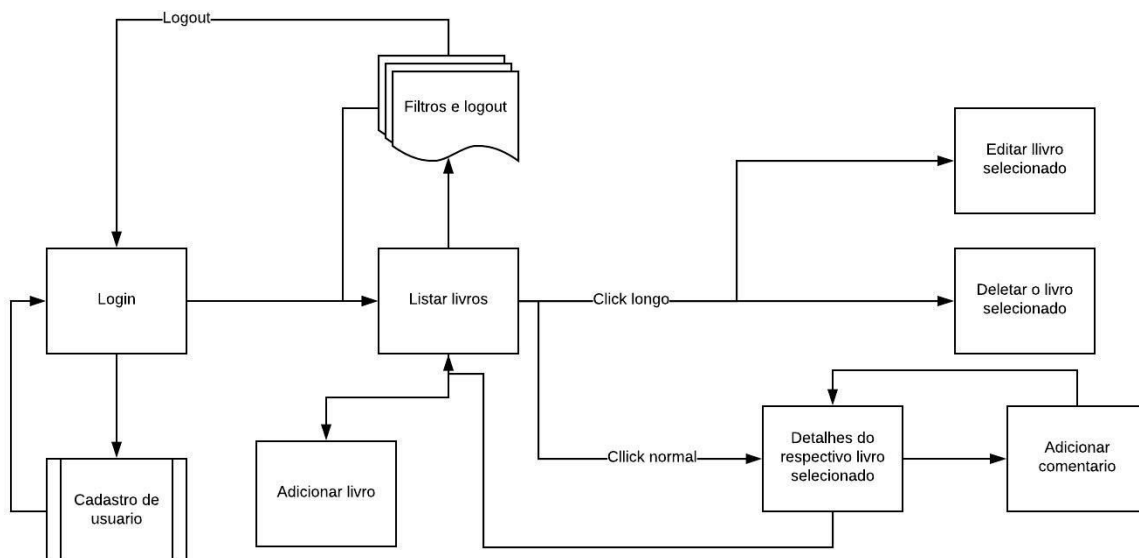 Logout
Filtros e logout
Editar llivro
selecionado
Login
Listar livros
Click longo
Deletar o livro
selecionado
Cadastro de
usuario
Adicionar livro
Cllick normal
Detalhes do
respectivo livro
selecionado
Adicionar
comentario